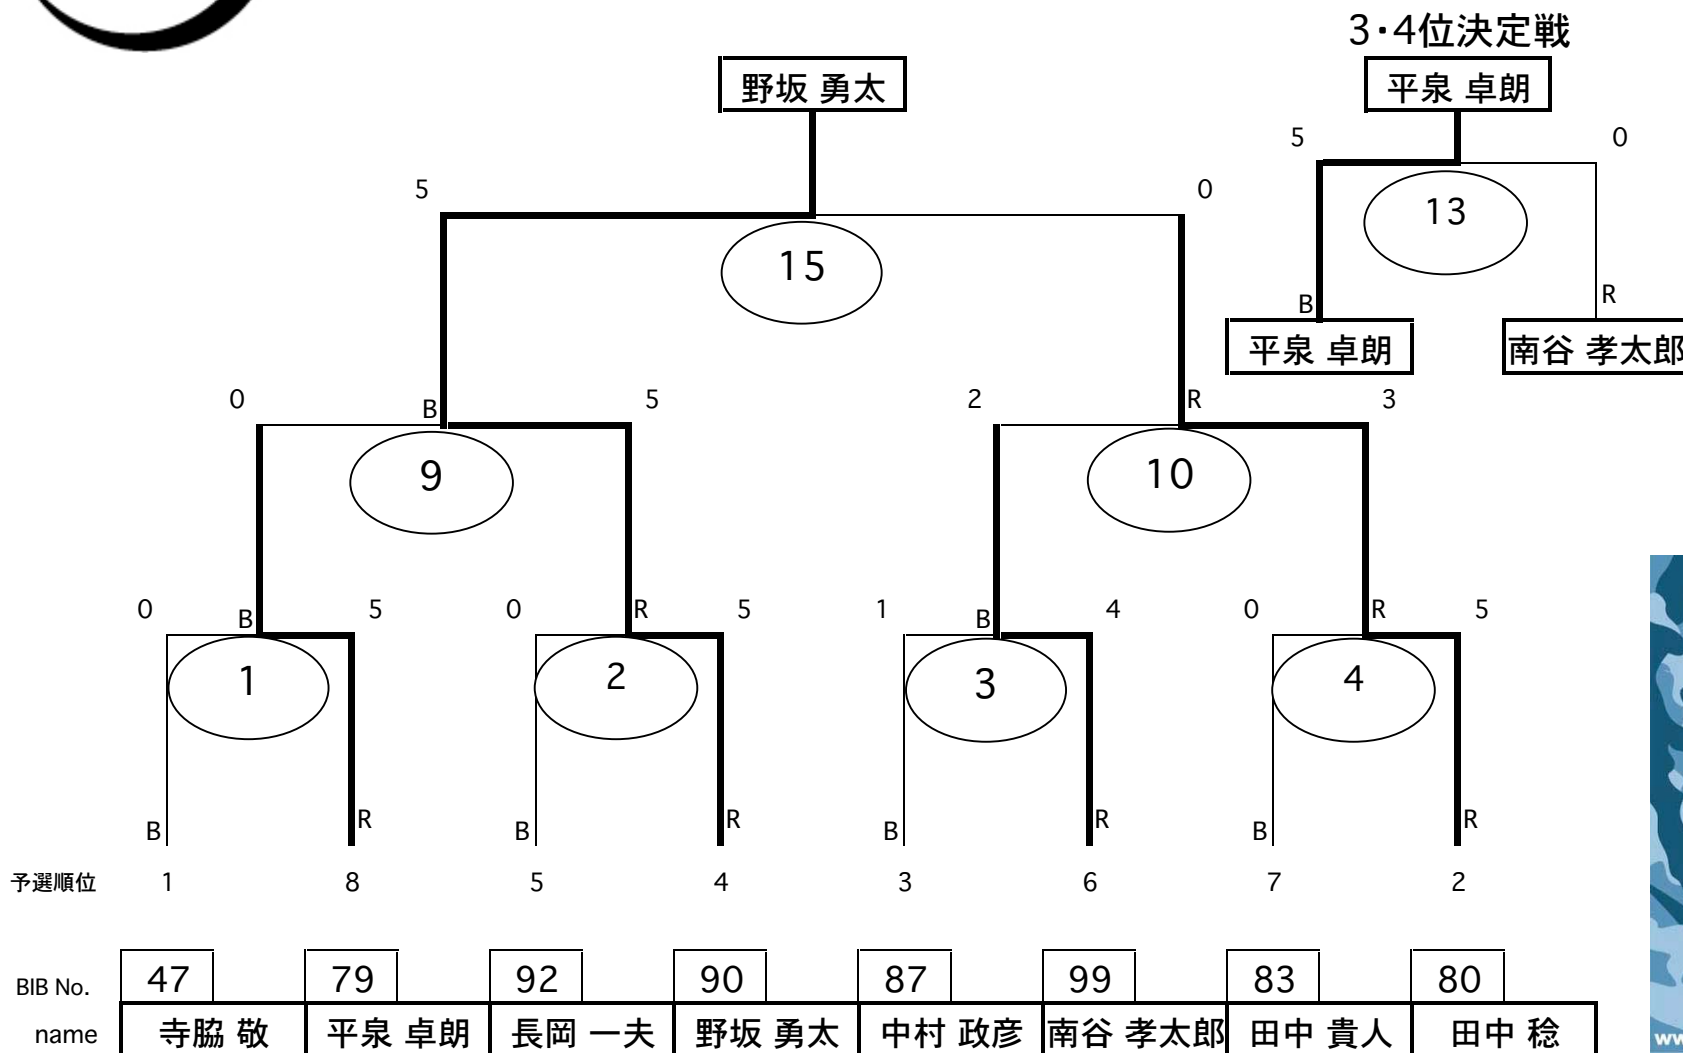 3・4位決定戦
野坂 勇太 平泉 卓朗
5 0
5 0
13
15
B R
平泉 卓朗 南谷 孝太郎
0 B 5 2 R 3
9 10
0 B 5 0 R 5 1 B 4 0 R 5
1 2 3 4
B R B R B R B R
予選順位 1 8 5 4 3 6 7 2
BIB No. 47 79 92 90 87 99 83 80
name 寺脇 敬 平泉 卓朗 長岡 一夫 野坂 勇太 中村 政彦 南谷 孝太郎 田中 貴人 田中 稔